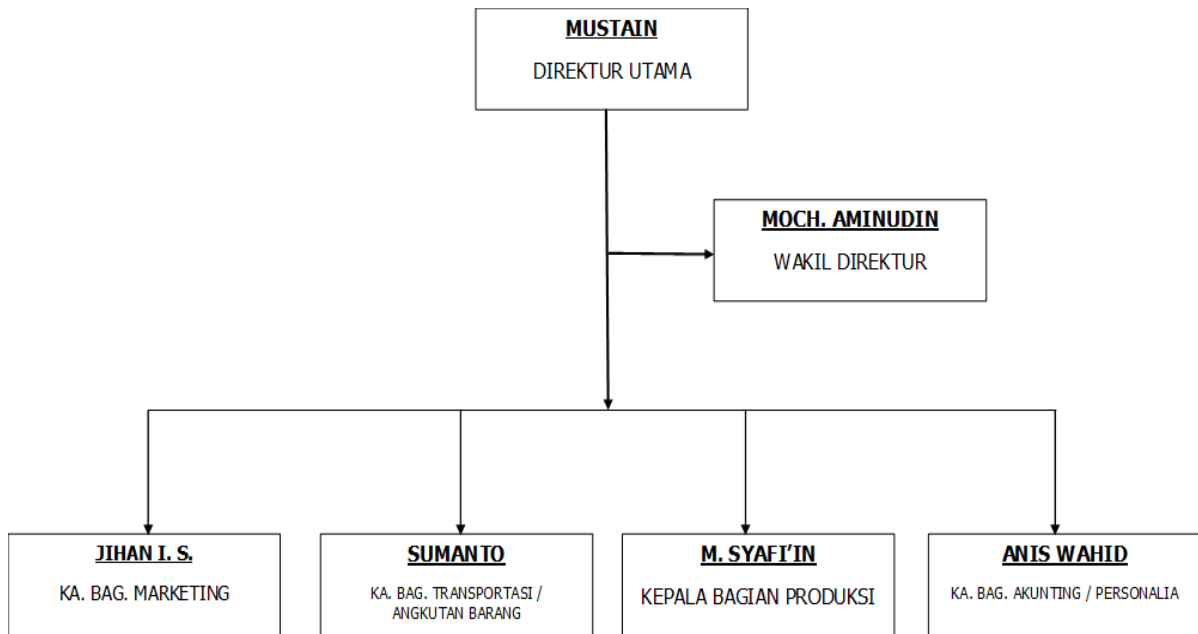 MUSTAIN
DIREKTUR UTAMA
MOCH. AMINUDIN
WAKIL DIREKTUR
JIHAN I. S.
KA. BAG. MARKETING
SUMANTO
KA. BAG. TRANSPORTASI /
ANGKUTAN BARANG
M. SYAFI’IN
KEPALA BAGIAN PRODUKSI
ANIS WAHID
KA. BAG. AKUNTING / PERSONALIA